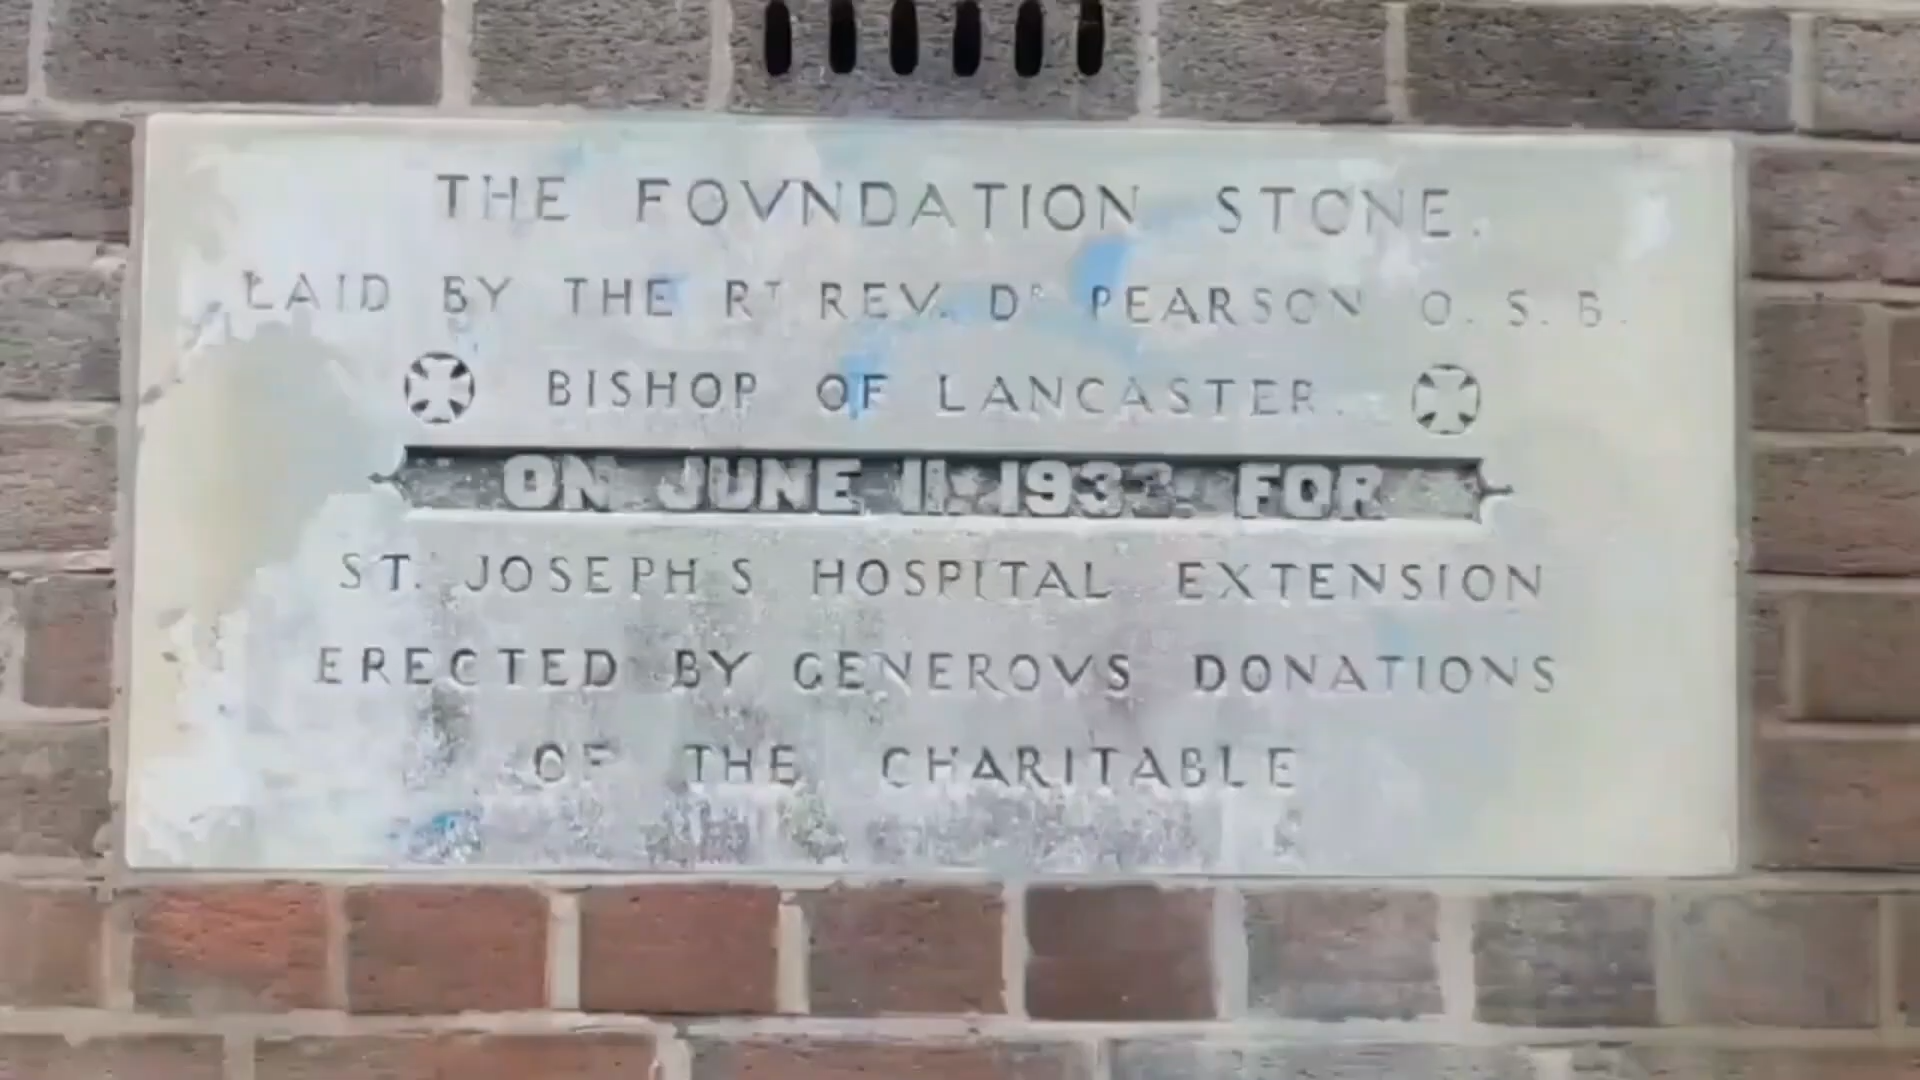 THE FOVNDATION STONE.
LAID BY THE RT REV. DR PEARSON O. S. B.
BISHOP OF LANCASTER.
ON JUNE 11. 1933. FOR
ST. JOSEPH'S HOSPITAL EXTENSION
ERECTED BY GENEROVS DONATIONS
OF THE CHARITABLE